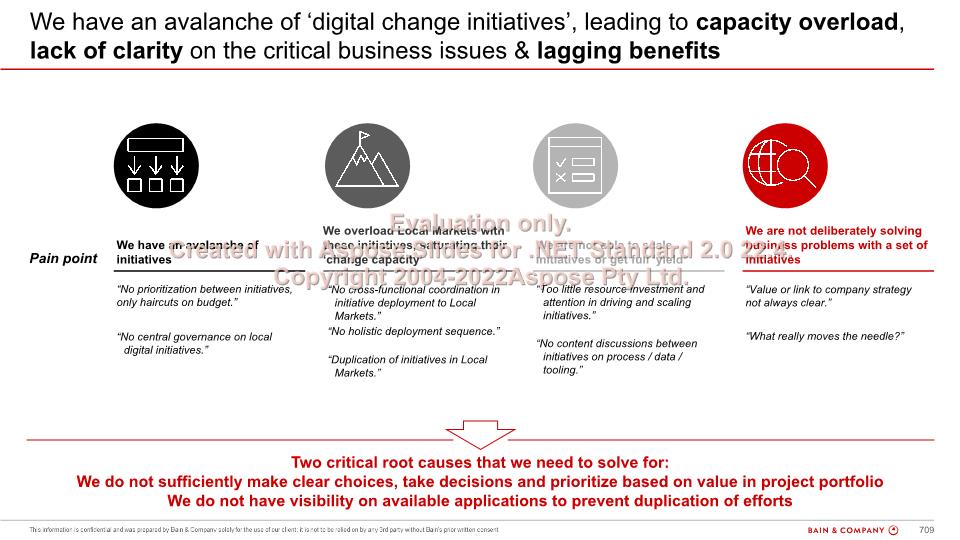 We have an avalanche of ‘digital change initiatives’, leading to capacity overload,
lack of clarity on the critical business issues & lagging benefits
Pain point
We have an avalanche of
initiatives
“No prioritization between initiatives,
only haircuts on budget.”
“No central governance on local
digital initiatives.”
We overload Local Markets with
these initiatives, saturating their
change capacity
“No cross-functional coordination in
initiative deployment to Local
Markets.”
“No holistic deployment sequence.”
“Duplication of initiatives in Local
Markets.”
We are not able to scale
initiatives or get full ‘yield’
“Too little resource investment and
attention in driving and scaling
initiatives.”
“No content discussions between
initiatives on process / data /
tooling.”
We are not deliberately solving
business problems with a set of
initiatives
“Value or link to company strategy
not always clear.”
“What really moves the needle?”
Evaluation only.
Created with Aspose.Slides for .NET Standard 2.0 22.4.
Copyright 2004-2022Aspose Pty Ltd.
Two critical root causes that we need to solve for:
We do not sufficiently make clear choices, take decisions and prioritize based on value in project portfolio
We do not have visibility on available applications to prevent duplication of efforts
This information is confidential and was prepared by Bain & Company solely for the use of our client; it is not to be relied on by any 3rd party without Bain's prior written consent
BAIN & COMPANY
709